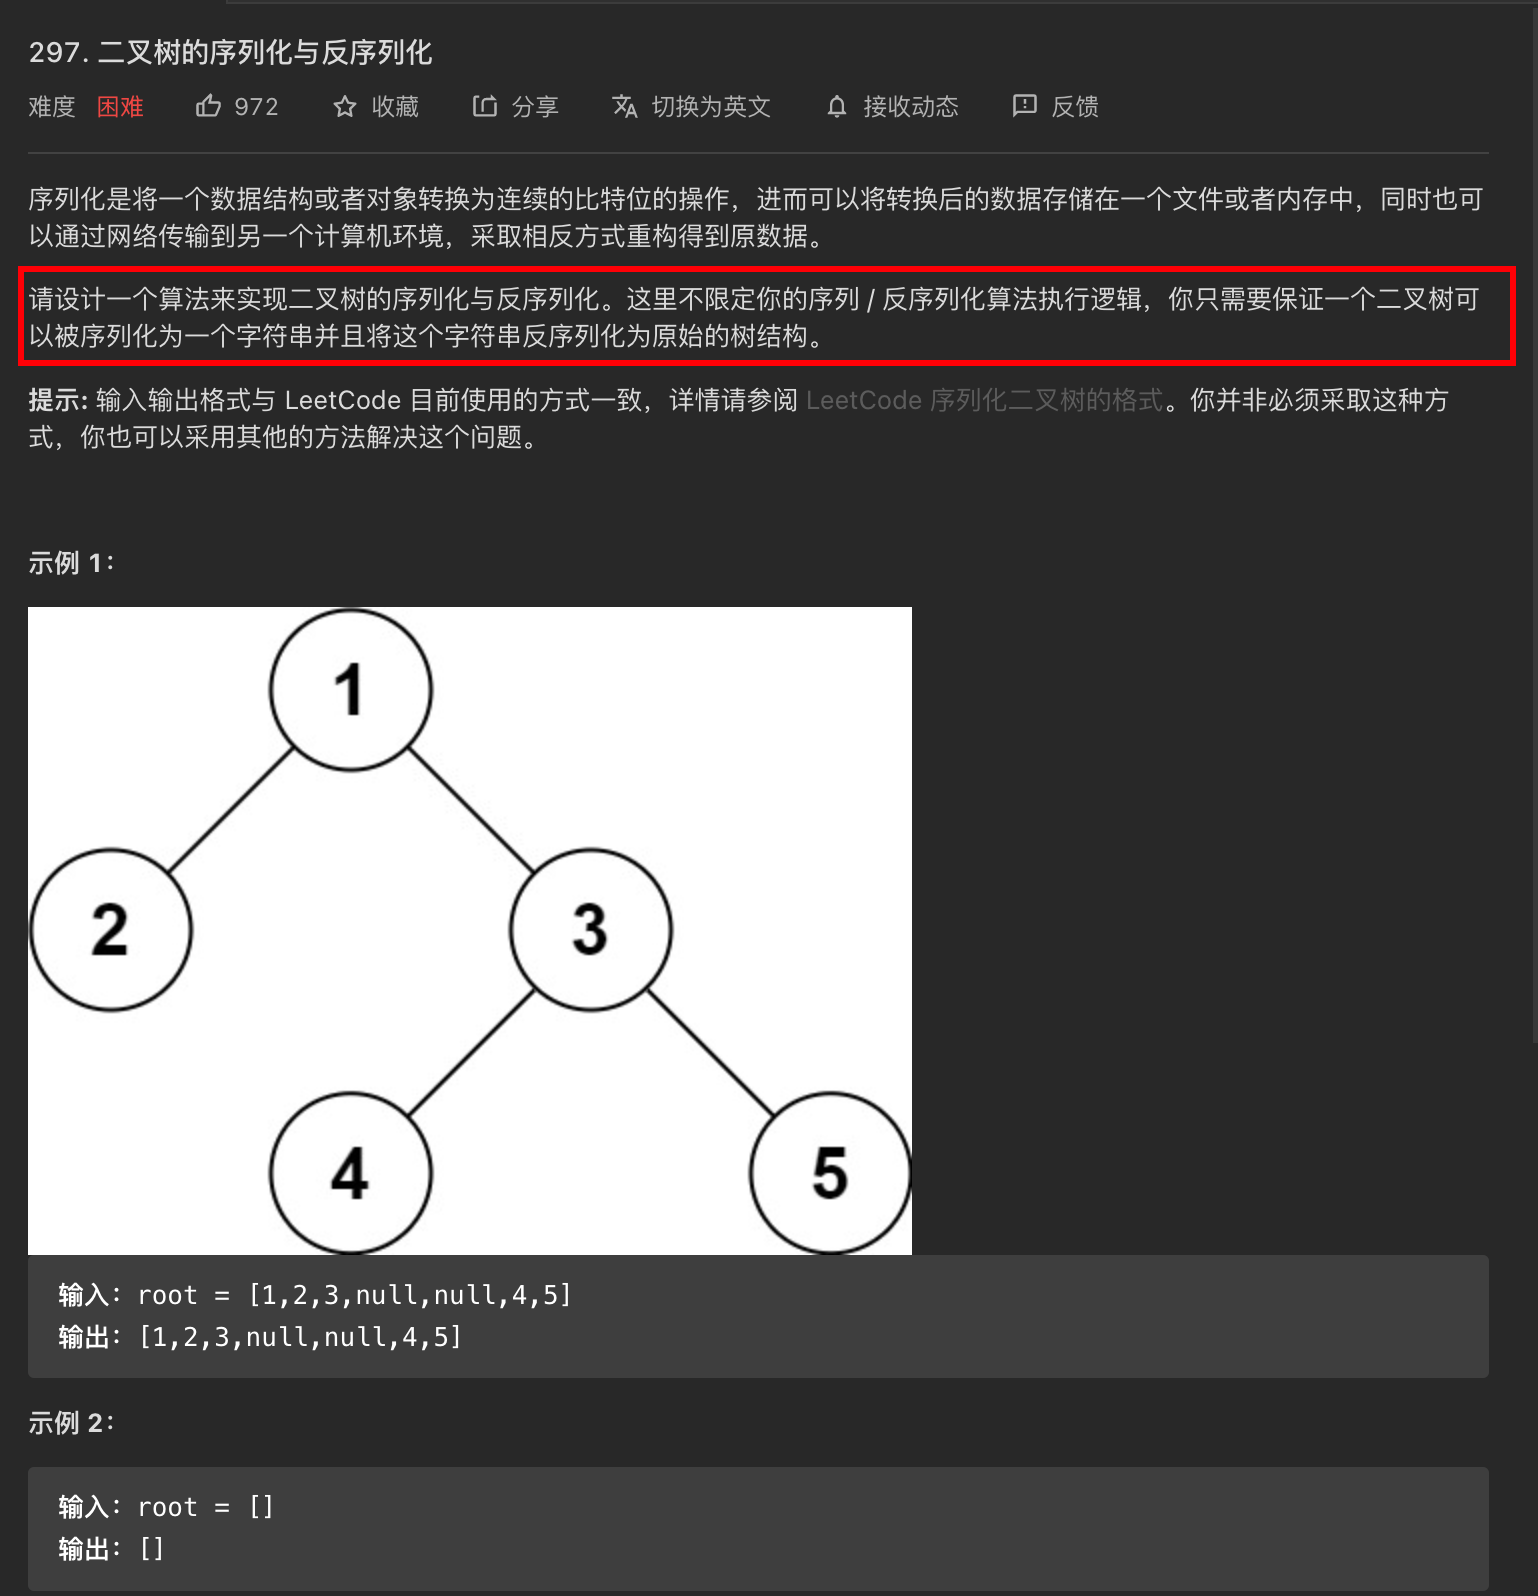 297. 二叉树的序列化与反序列化
难度 困难 972 收藏 分享 切换为英文 接收动态 反馈
序列化是将一个数据结构或者对象转换为连续的比特位的操作，进而可以将转换后的数据存储在一个文件或者内存中，同时也可
以通过网络传输到另一个计算机环境，采取相反方式重构得到原数据。
请设计一个算法来实现二叉树的序列化与反序列化。这里不限定你的序列 / 反序列化算法执行逻辑，你只需要保证一个二叉树可
以被序列化为一个字符串并且将这个字符串反序列化为原始的树结构。
提示: 输入输出格式与 LeetCode 目前使用的方式一致，详情请参阅 LeetCode 序列化二叉树的格式。你并非必须采取这种方
式，你也可以采用其他的方法解决这个问题。
示例 1：
1
2
3
4
5
输入：root = [1,2,3,null,null,4,5]
输出：[1,2,3,null,null,4,5]
示例 2：
输入：root = []
输出：[]